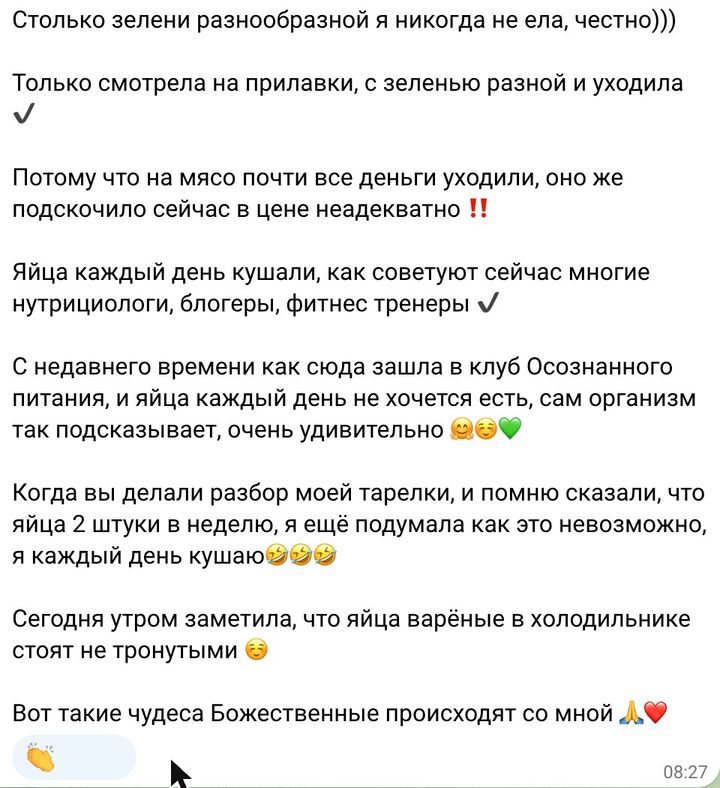 Столько зелени разнообразной я никогда не ела, честно)))
Только смотрела на прилавки, с зеленью разной и уходила
✔️
Потому что на мясо почти все деньги уходили, оно же
подскочило сейчас в цене неадекватно ‼️
Яйца каждый день кушали, как советуют сейчас многие
нутрициологи, блогеры, фитнес тренеры ✔️
С недавнего времени как сюда зашла в клуб Осознанного
питания, и яйца каждый день не хочется есть, сам организм
так подсказывает, очень удивительно 🤗☺️💚
Когда вы делали разбор моей тарелки, и помню сказали, что
яйца 2 штуки в неделю, я ещё подумала как это невозможно,
я каждый день кушаю🤣🤣🤣
Сегодня утром заметила, что яйца варёные в холодильнике
стоят не тронутыми ☺️
Вот такие чудеса Божественные происходят со мной 🙏❤️
👏
08:27